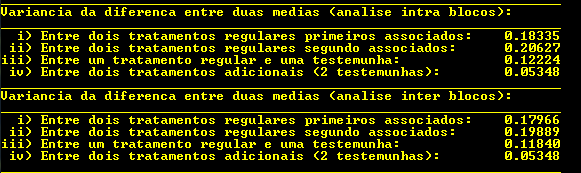 Variancia da diferenca entre duas medias (analise intra blocos):
i) Entre dois tratamentos regulares primeiros associados: 0.18335
ii) Entre dois tratamentos regulares segundo associados: 0.20627
iii) Entre um tratamento regular e uma testemunha: 0.12224
iv) Entre dois tratamentos adicionais (2 testemunhas): 0.05348
Variancia da diferenca entre duas medias (analise inter blocos):
i) Entre dois tratamentos regulares primeiros associados: 0.17966
ii) Entre dois tratamentos regulares segundo associados: 0.19889
iii) Entre um tratamento regular e uma testemunha: 0.11840
iv) Entre dois tratamentos adicionais (2 testemunhas): 0.05348